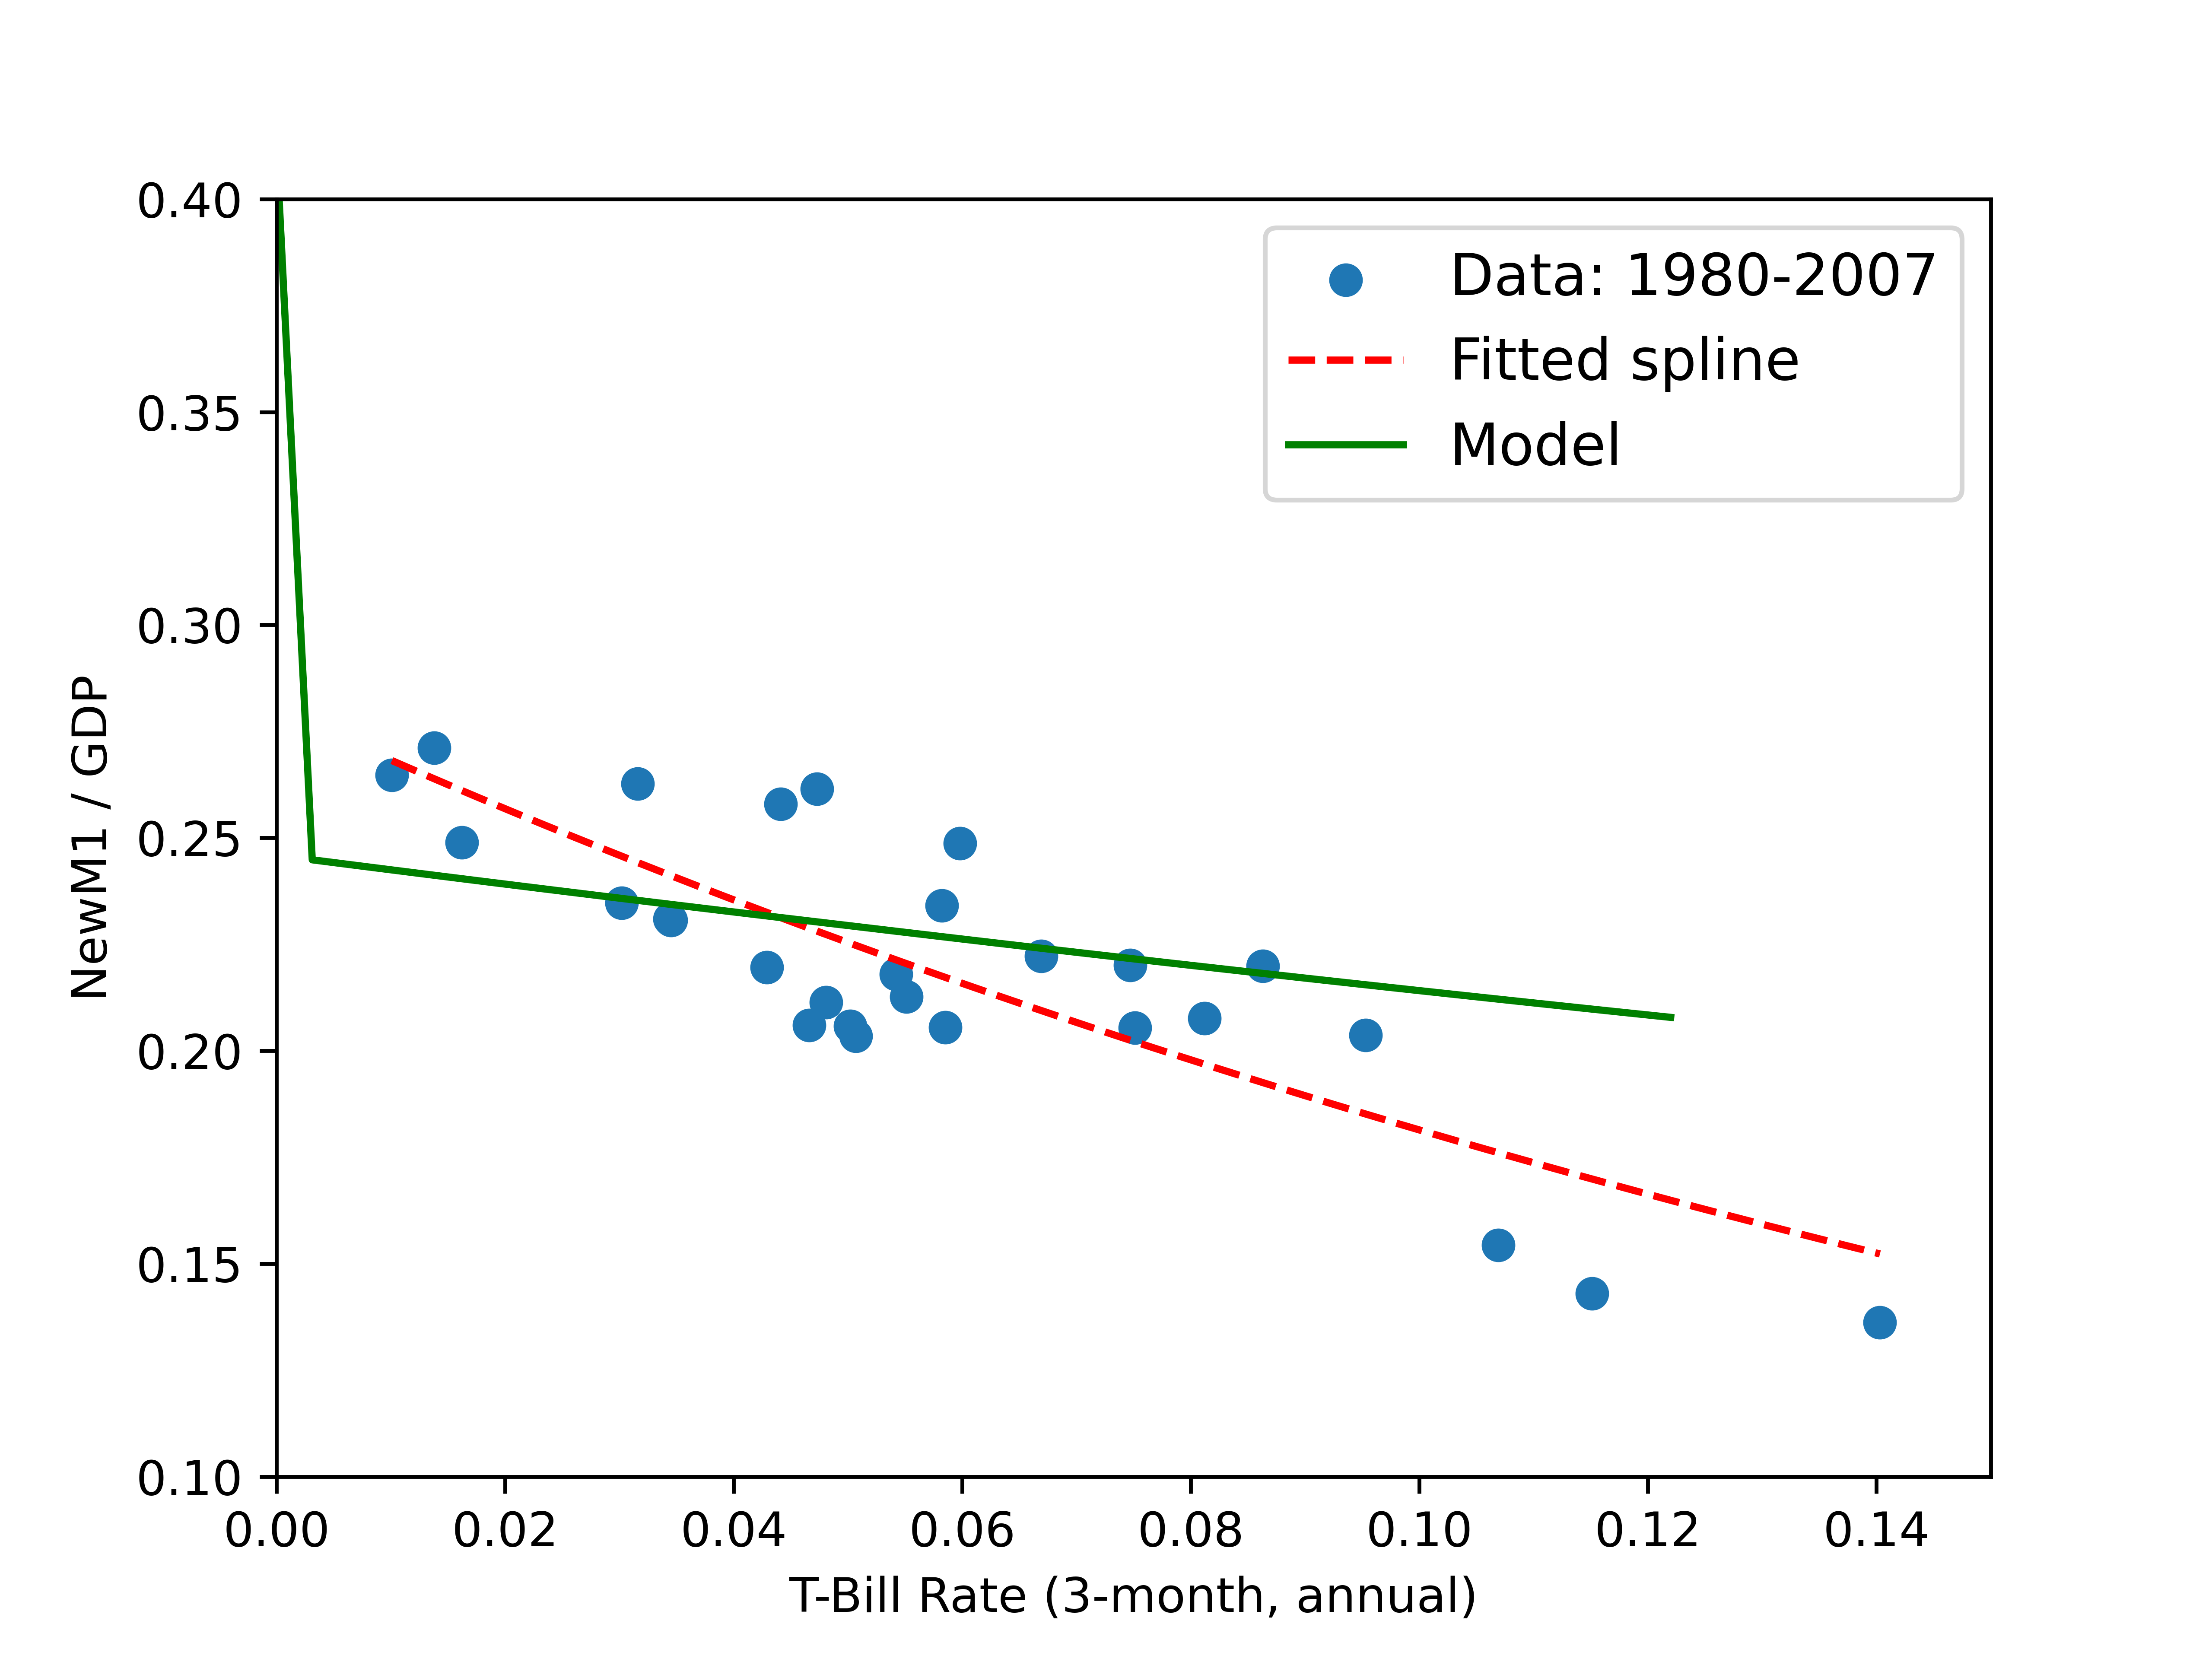 0.40
0.35
0.30
0.25
0.20
0.15
0.10
NewM1 / GDP
Data: 1980-2007
Fitted spline
Model
0.00 0.02 0.04 0.06 0.08 0.10 0.12 0.14
T-Bill Rate (3-month, annual)